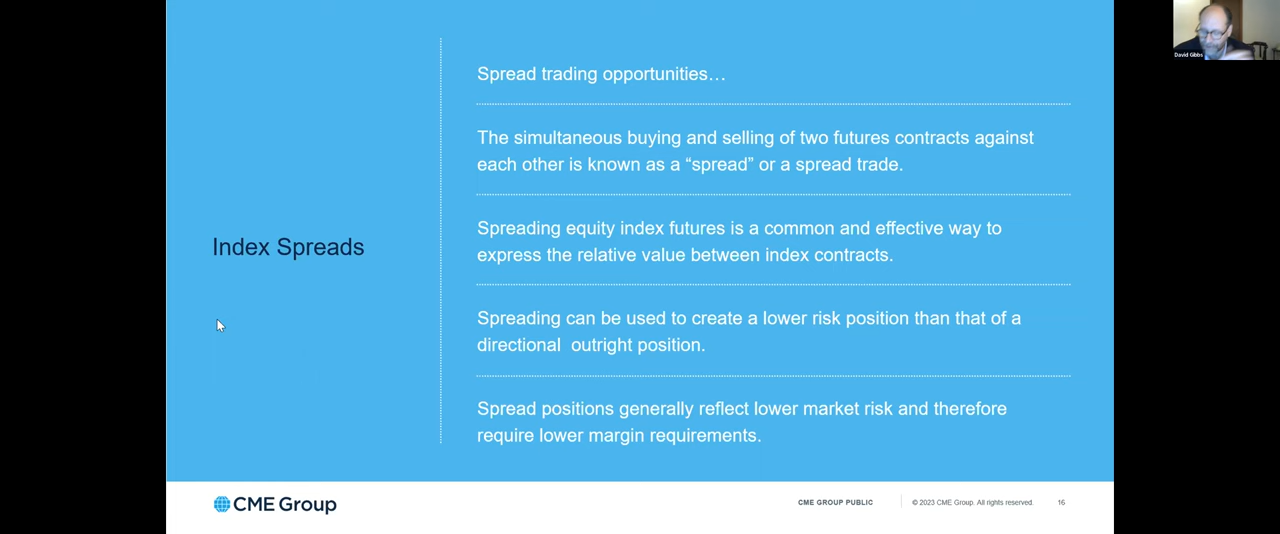 Spread trading opportunities…
The simultaneous buying and selling of two futures contracts against
each other is known as a “spread” or a spread trade.
Spreading equity index futures is a common and effective way to
express the relative value between index contracts.
Index Spreads
Spreading can be used to create a lower risk position than that of a
directional  outright position.
Spread positions generally reflect lower market risk and therefore
require lower margin requirements.
CME Group
CME GROUP PUBLIC
© 2023 CME Group. All rights reserved.
16
David Gibbs